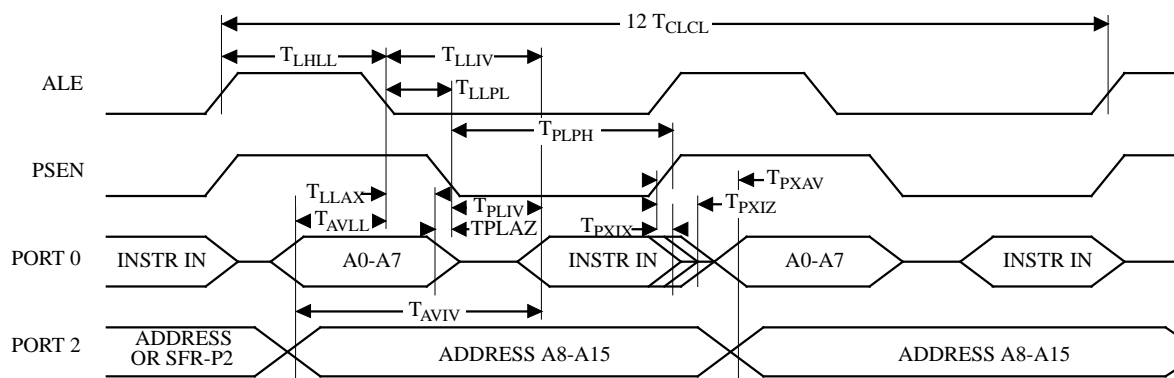 12 TCLCL
TLHLL TLLIV
ALE
TLLPL
TPLPH
PSEN
TLLAX TPXAV
TPLIV TPXIZ
TAVLL TPLAZ TPXIX
PORT 0 INSTR IN A0-A7 INSTR IN A0-A7 INSTR IN
TAVIV
PORT 2 ADDRESS
OR SFR-P2 ADDRESS A8-A15 ADDRESS A8-A15